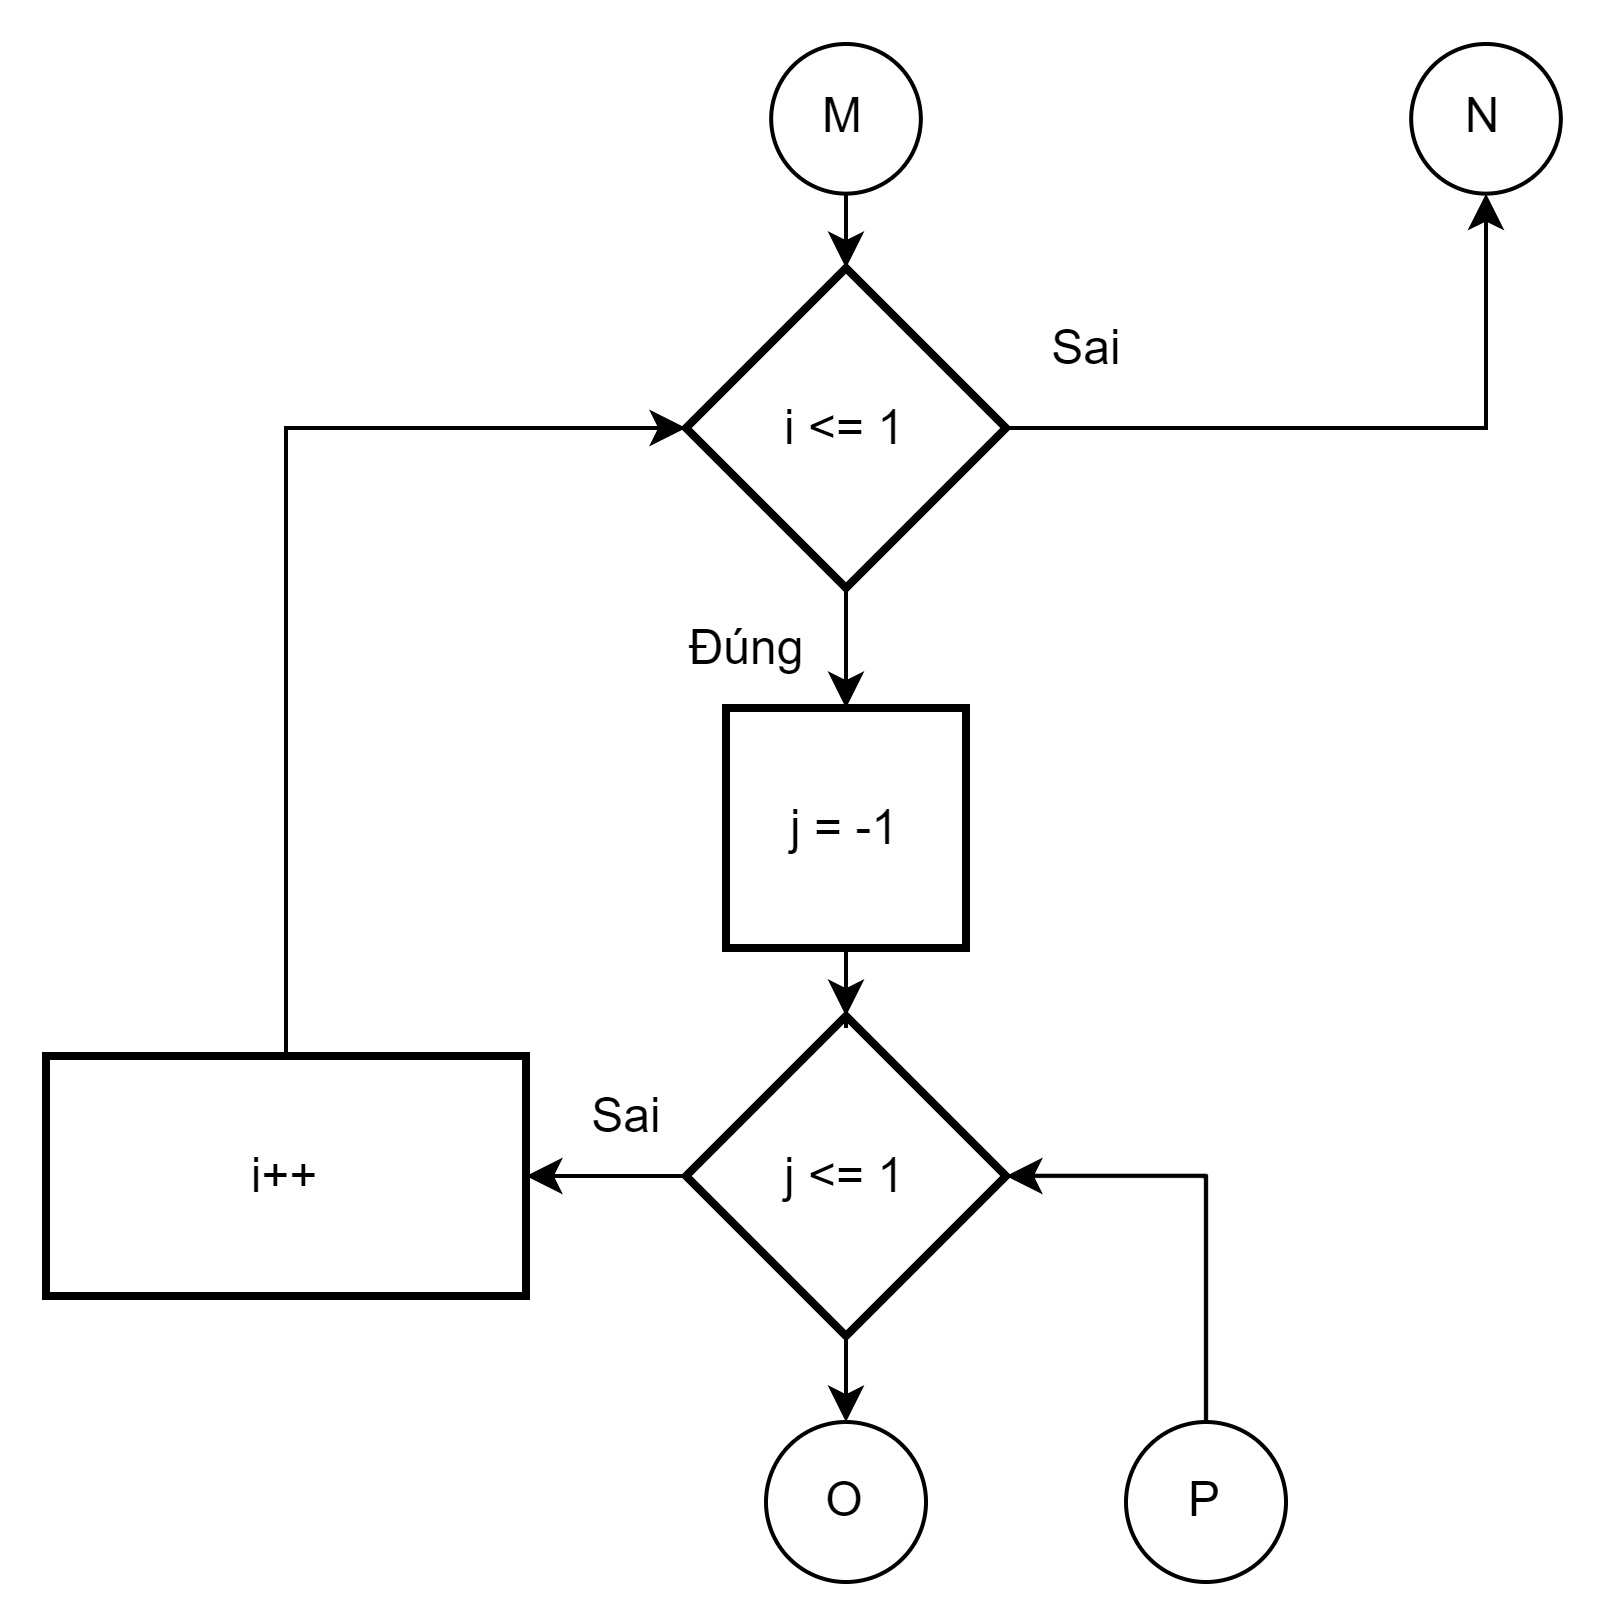 M
N
Sai
i <= 1
Đúng
j = -1
Sai
i++
j <= 1
O
P